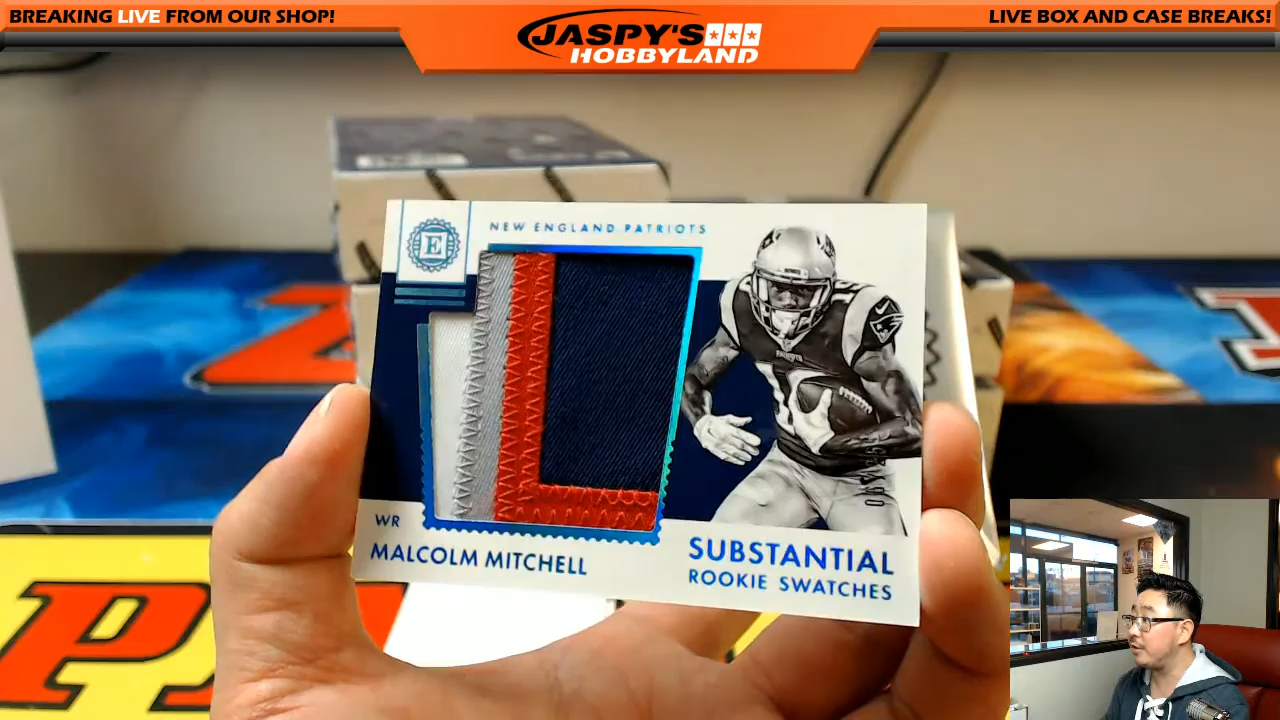 BREAKING LIVE FROM OUR SHOP!
JASPY'S
HOBBYLAND
LIVE BOX AND CASE BREAKS!
E
NEW ENGLAND PATRIOTS
PATRIOTS
WR
MALCOLM MITCHELL
SUBSTANTIAL
ROOKIE SWATCHES